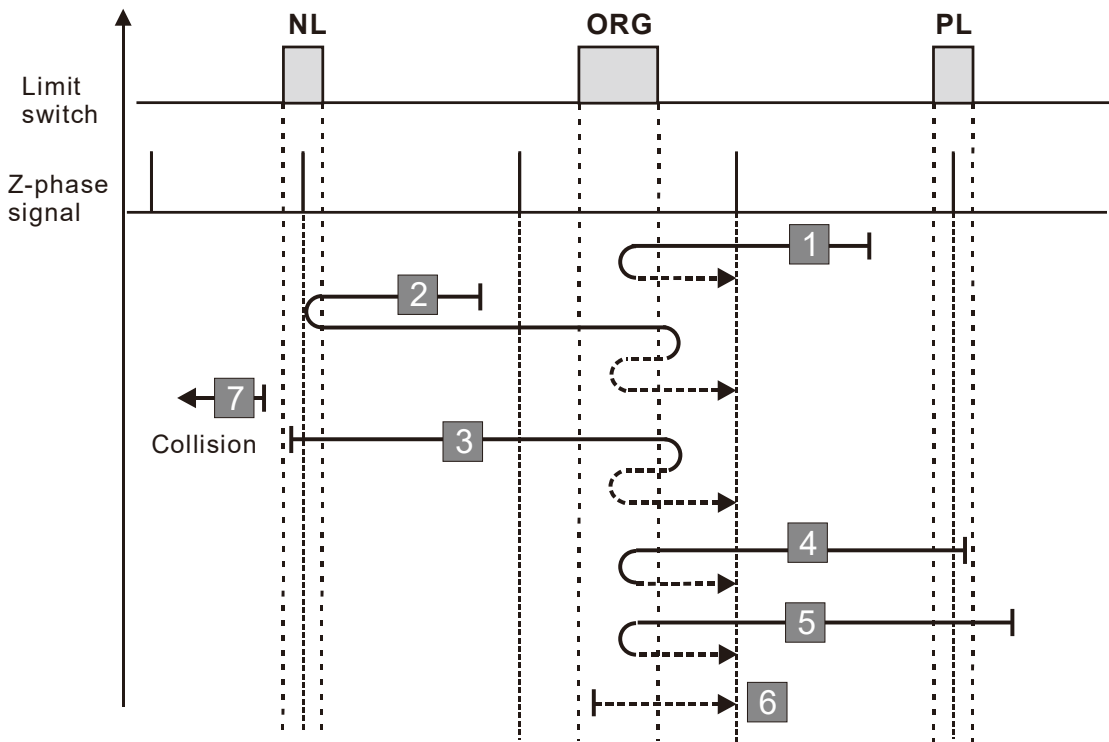 NL
ORG
PL
Limit
switch
Z-phase
signal
1
2
7
Collision
3
4
5
6